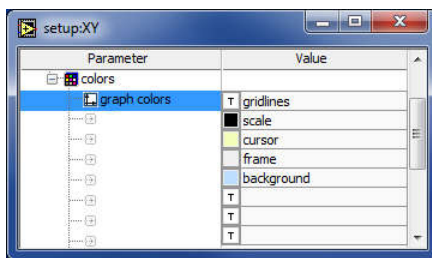 setup:XY
Parameter Value
colors
graph colors T gridlines
scale
cursor
frame
background
T
T
T